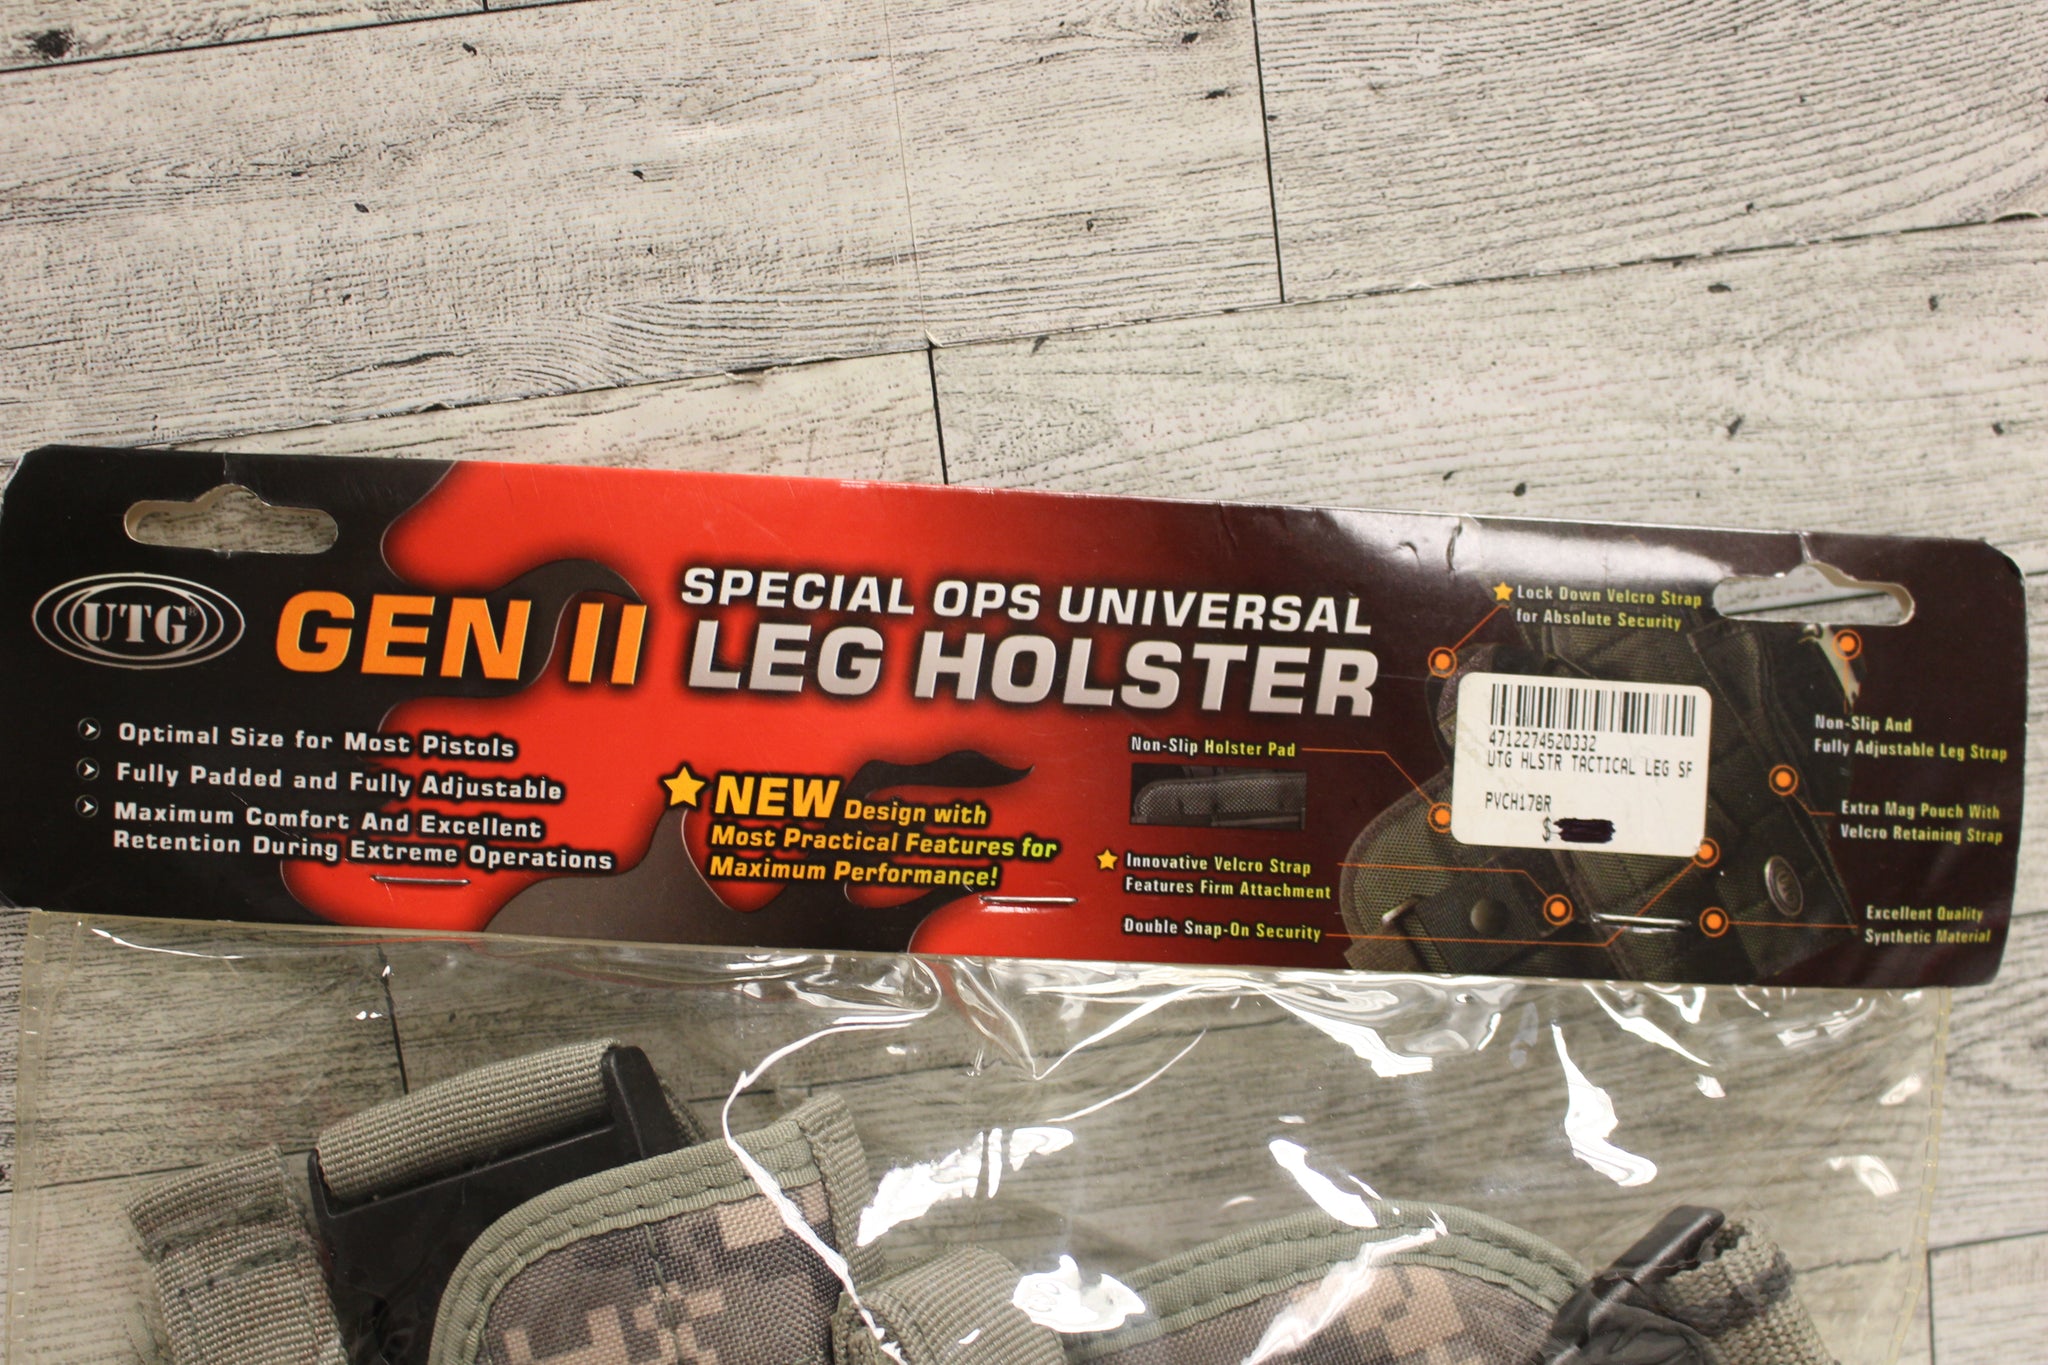 UTG®
GEN II
SPECIAL OPS UNIVERSAL
LEG HOLSTER
Optimal Size for Most Pistols
Fully Padded and Fully Adjustable
Maximum Comfort And Excellent
Retention During Extreme Operations
NEW Design with
Most Practical Features for
Maximum Performance!
Lock Down Velcro Strap
for Absolute Security
Non-Slip Holster Pad
Innovative Velcro Strap
Features Firm Attachment
Double Snap-On Security
4712274520332
UTG HLSTR TACTICAL LEG SF
PVCH178R
$
Non-Slip And
Fully Adjustable Leg Strap
Extra Mag Pouch With
Velcro Retaining Strap
Excellent Quality
Synthetic Material